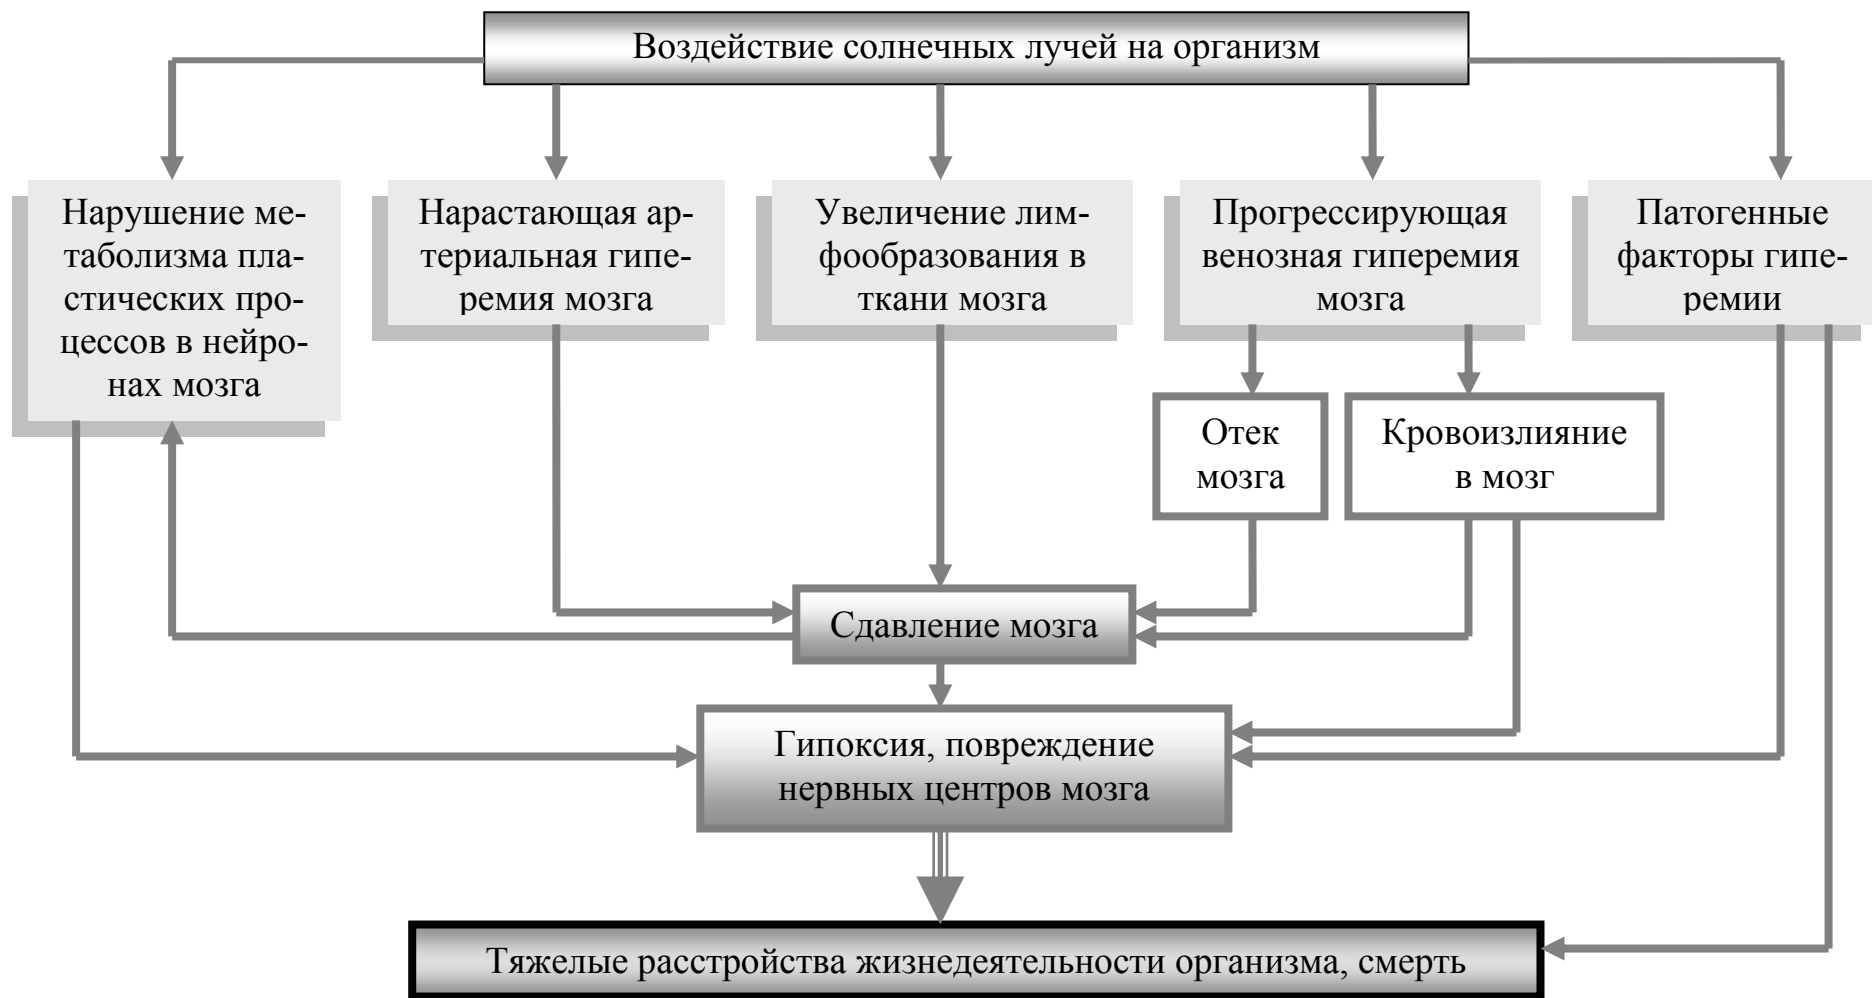 Воздействие солнечных лучей на организм
Нарушение ме-
таболизма пла-
стических про-
цессов в нейро-
нах мозга
Нарастающая ар-
териальная гипе-
ремия мозга
Увеличение лим-
фообразования в
ткани мозга
Прогрессирующая
венозная гиперемия
мозга
Патогенные
факторы гипе-
ремии
Отек
мозга
Кровоизлияние
в мозг
Сдавление мозга
Гипоксия, повреждение
нервных центров мозга
Тяжелые расстройства жизнедеятельности организма, смерть